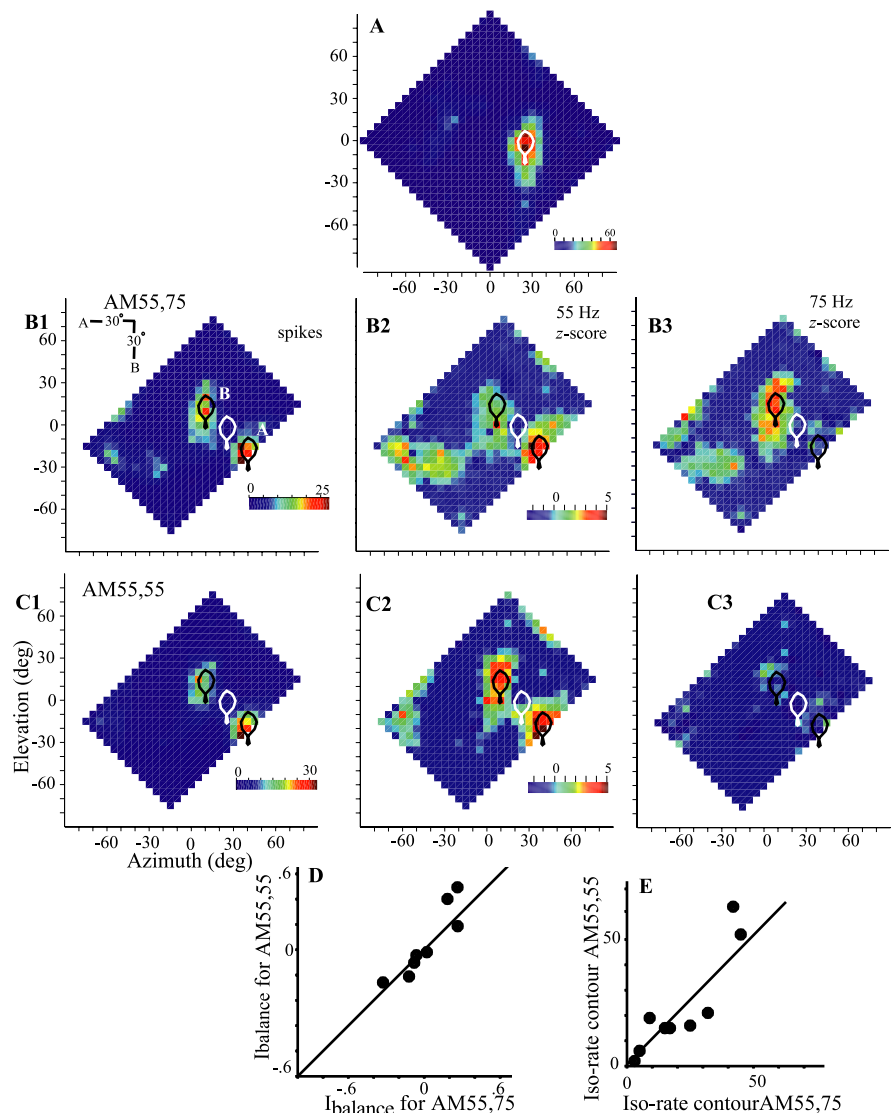 A
60
30
0
-30
-60
0 60
-60 -30 0 30 60
AM55,75
B1
A 30°
30°
B
spikes
B
A
60
30
0
-30
-60
0 25
B2
55 Hz
z-score
0 5
75 Hz
z-score
B3
AM55,55
C1
60
30
0
-30
-60
0 30
Elevation (deg)
-60 -30 0 30 60
Azimuth (deg)
C2
0 5
-60 -30 0 30 60
C3
-60 -30 0 30 60
D
.6
0
-.6
Ibalance for AM55,55
-.6 0 .6
Ibalance for AM55,75
E
50
0
Iso-rate contour AM55,55
0 50
Iso-rate contourAM55,75